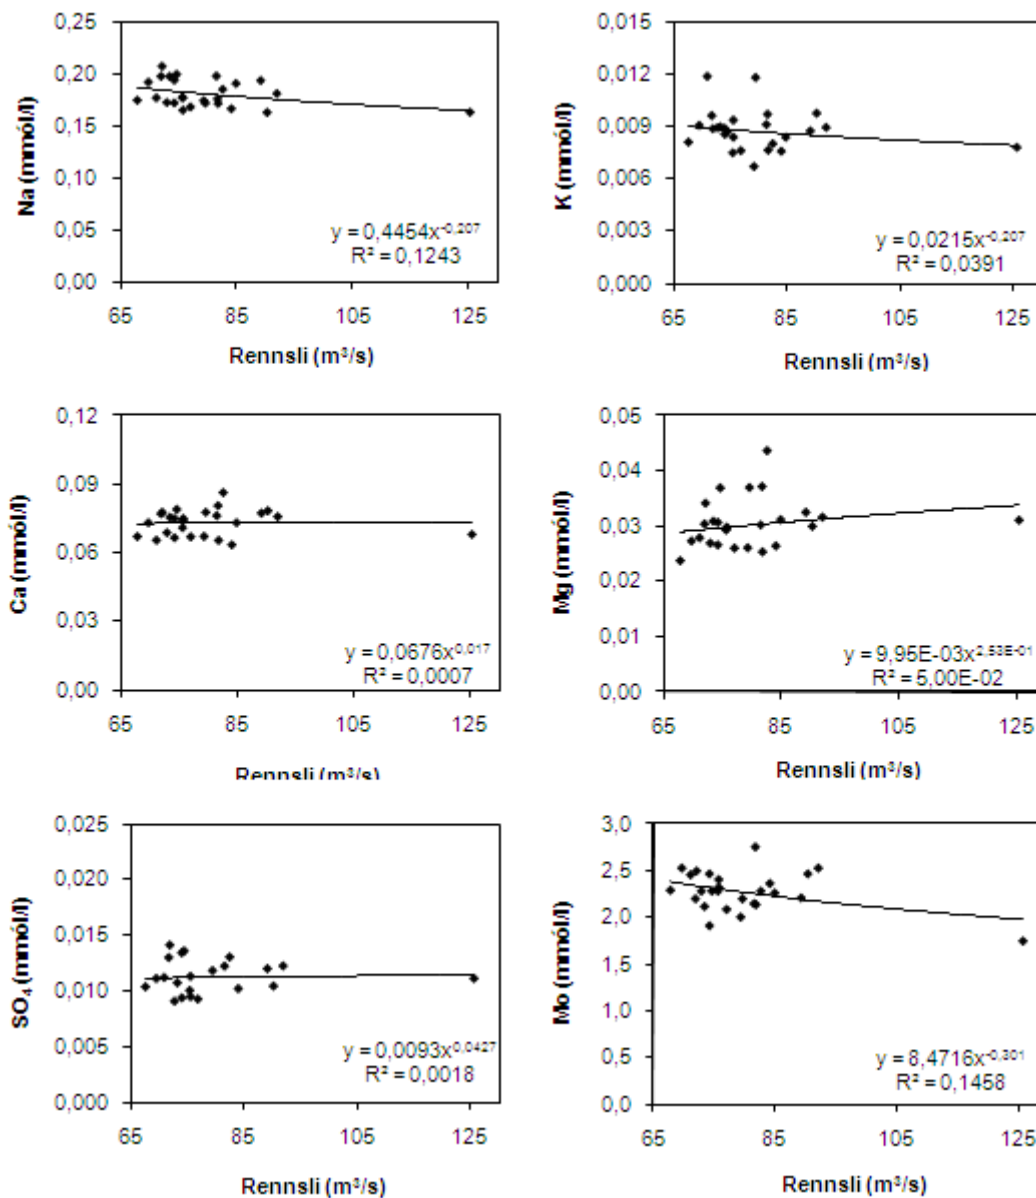 0,25
0,20
0,15
0,10
0,05
0,00
Na (mmól/l)
y = 0,4454x^-0,207
R² = 0,1243
65 85 105 125
Rennsli (m³/s)
0,015
0,012
0,009
0,006
0,003
0,000
K (mmól/l)
y = 0,0215x^-0,207
R² = 0,0391
65 85 105 125
Rennsli (m³/s)
0,12
0,09
0,06
0,03
0,00
Ca (mmól/l)
y = 0,0676x^0,017
R² = 0,0007
65 85 105 125
Rennsli (m³/s)
0,05
0,04
0,03
0,02
0,01
0,00
Mg (mmól/l)
y = 9,95E-03x^2,53E-01
R² = 5,00E-02
65 85 105 125
Rennsli (m³/s)
0,025
0,020
0,015
0,010
0,005
0,000
SO₄ (mmól/l)
y = 0,0093x^0,0427
R² = 0,0018
65 85 105 125
Rennsli (m³/s)
3,0
2,5
2,0
1,5
1,0
0,5
0,0
Mo (mmól/l)
y = 8,4716x^-0,301
R² = 0,1458
65 85 105 125
Rennsli (m³/s)